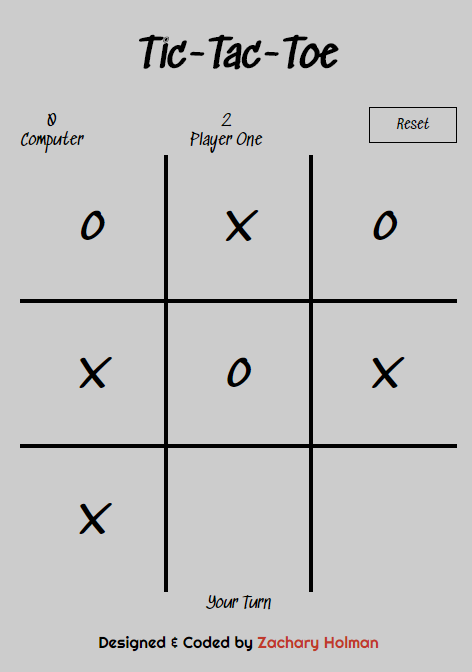 Tic-Tac-Toe
0 2
Computer Player One Reset
O X O
X O X
X
Your Turn
Designed & Coded by Zachary Holman